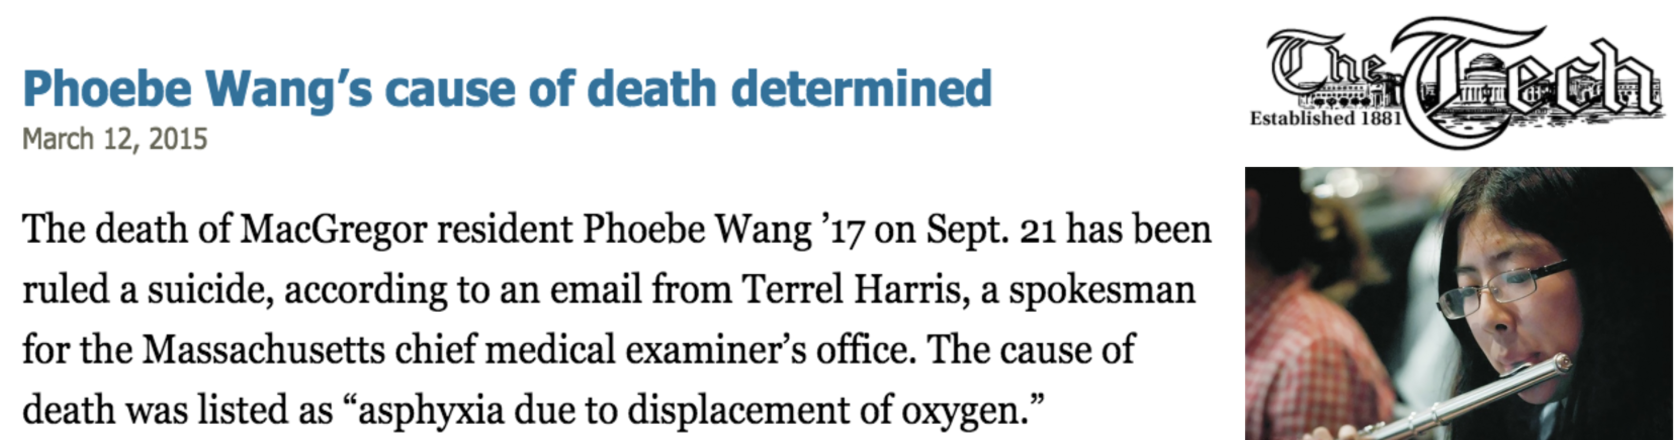 Phoebe Wang’s cause of death determined
March 12, 2015
The death of MacGregor resident Phoebe Wang ’17 on Sept. 21 has been
ruled a suicide, according to an email from Terrel Harris, a spokesman
for the Massachusetts chief medical examiner’s office. The cause of
death was listed as “asphyxia due to displacement of oxygen.”
The Tech
Established 1881